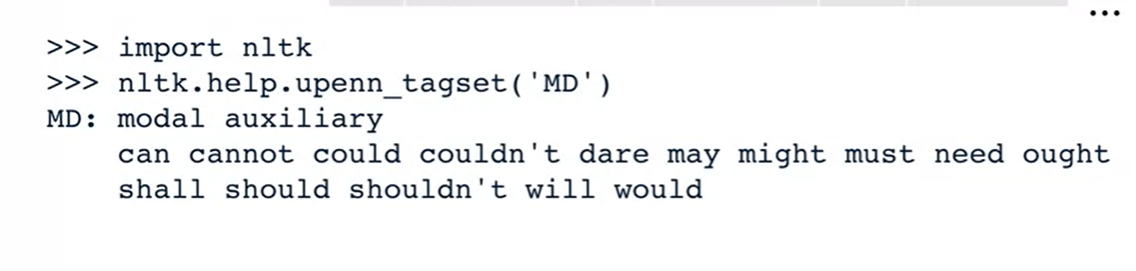 >>> import nltk
>>> nltk.help.upenn_tagset('MD')
MD: modal auxiliary
can cannot could couldn't dare may might must need ought
shall should shouldn't will would